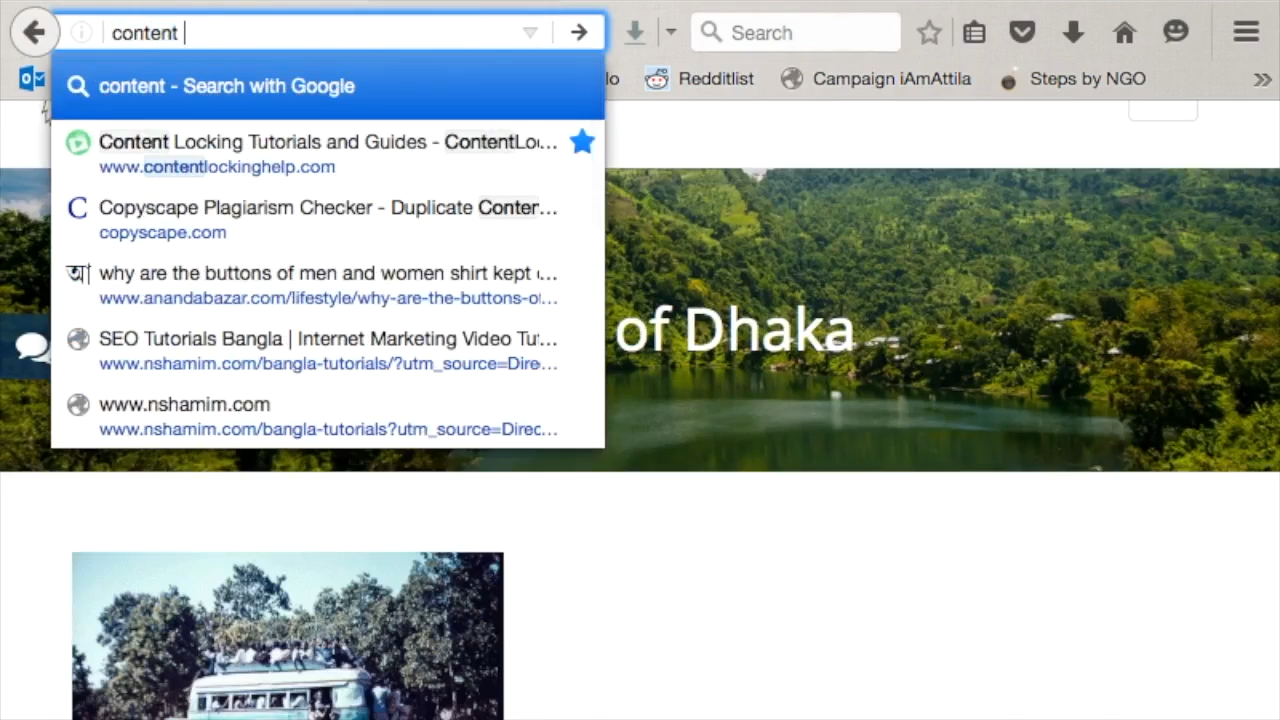 content
Search
lo
Redditlist
Campaign iAmAttila
Steps by NGO
content - Search with Google
Content Locking Tutorials and Guides - ContentLo...
www.contentlockinghelp.com
Copyscape Plagiarism Checker - Duplicate Conter...
copyscape.com
why are the buttons of men and women shirt kept ...
www.anandabazar.com/lifestyle/why-are-the-buttons-o...
SEO Tutorials Bangla | Internet Marketing Video Tu...
www.nshamim.com/bangla-tutorials/?utm_source=Dire...
www.nshamim.com
www.nshamim.com/bangla-tutorials?utm_source=Direc...
of Dhaka